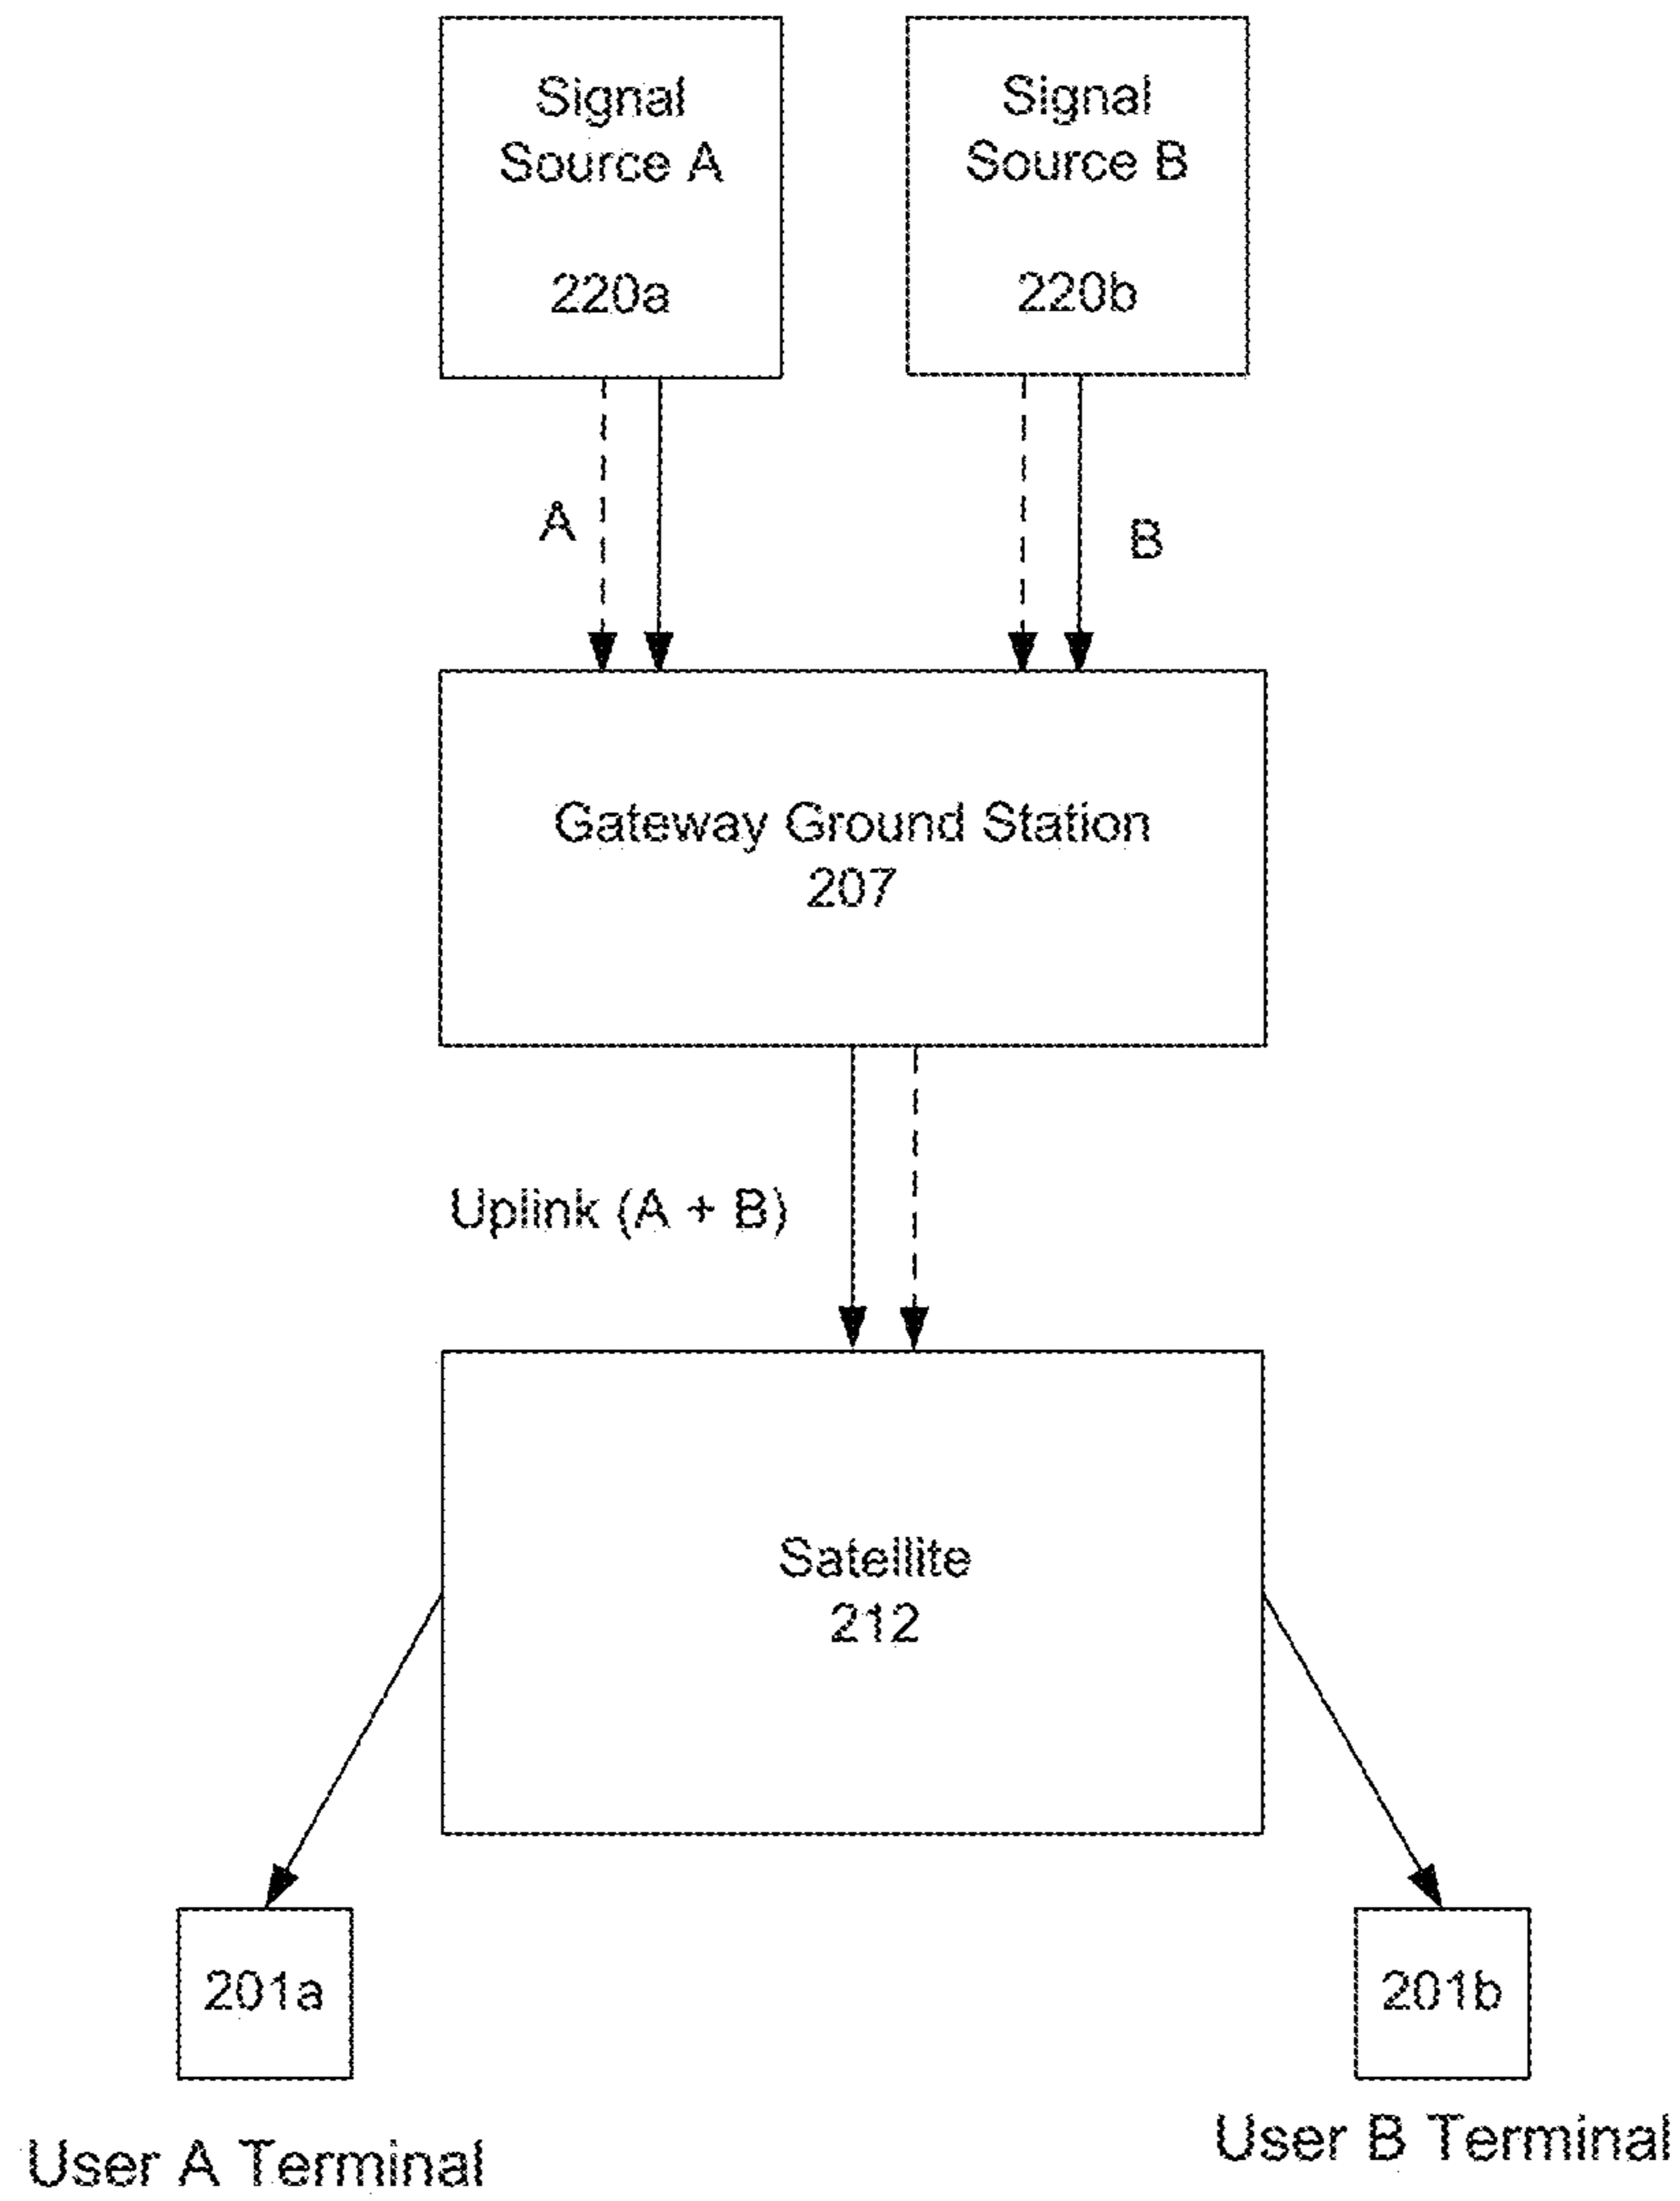 Signal
Source A
220a
Signal
Source B
220b
A
B
Gateway Ground Station
207
Uplink (A + B)
Satellite
212
201a
201b
User A Terminal
User B Terminal